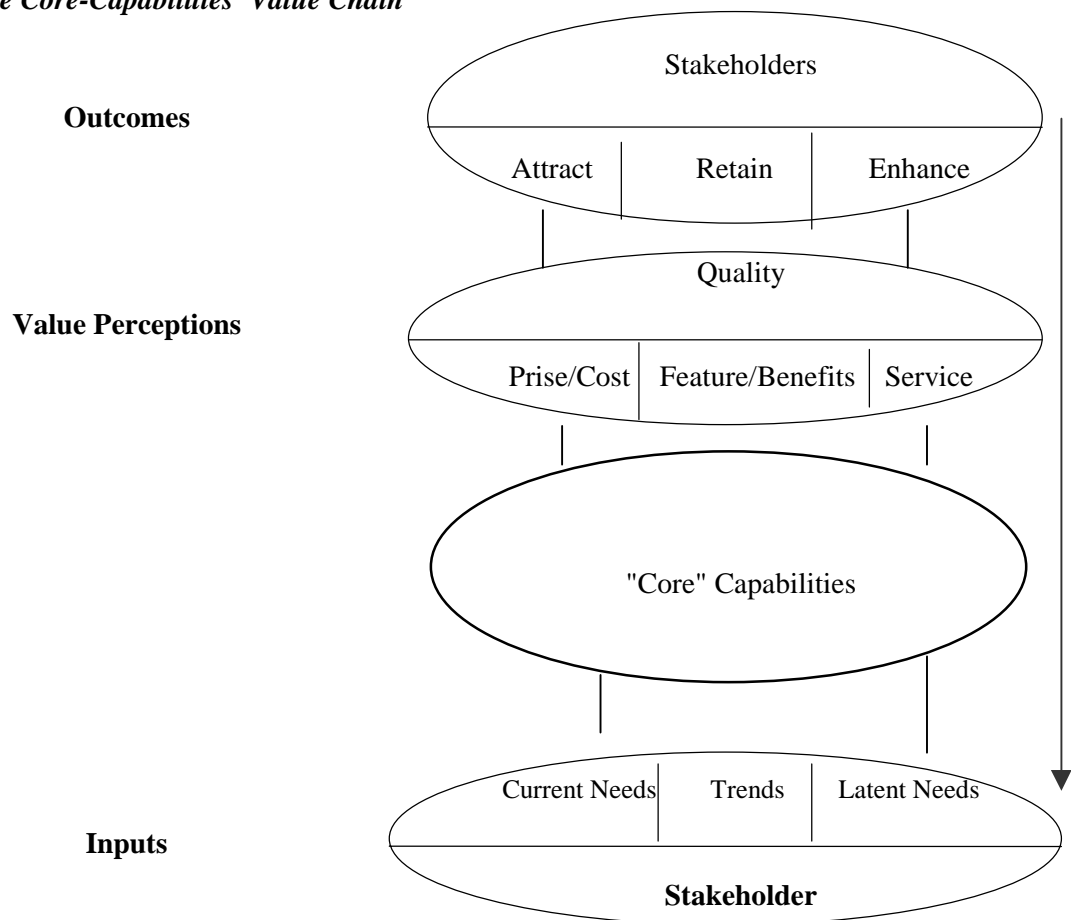 e Core-Capabilities' Value Chain
Stakeholders
Outcomes
Attract Retain Enhance
Quality
Value Perceptions
Prise/Cost Feature/Benefits Service
"Core" Capabilities
Current Needs Trends Latent Needs
Inputs
Stakeholder